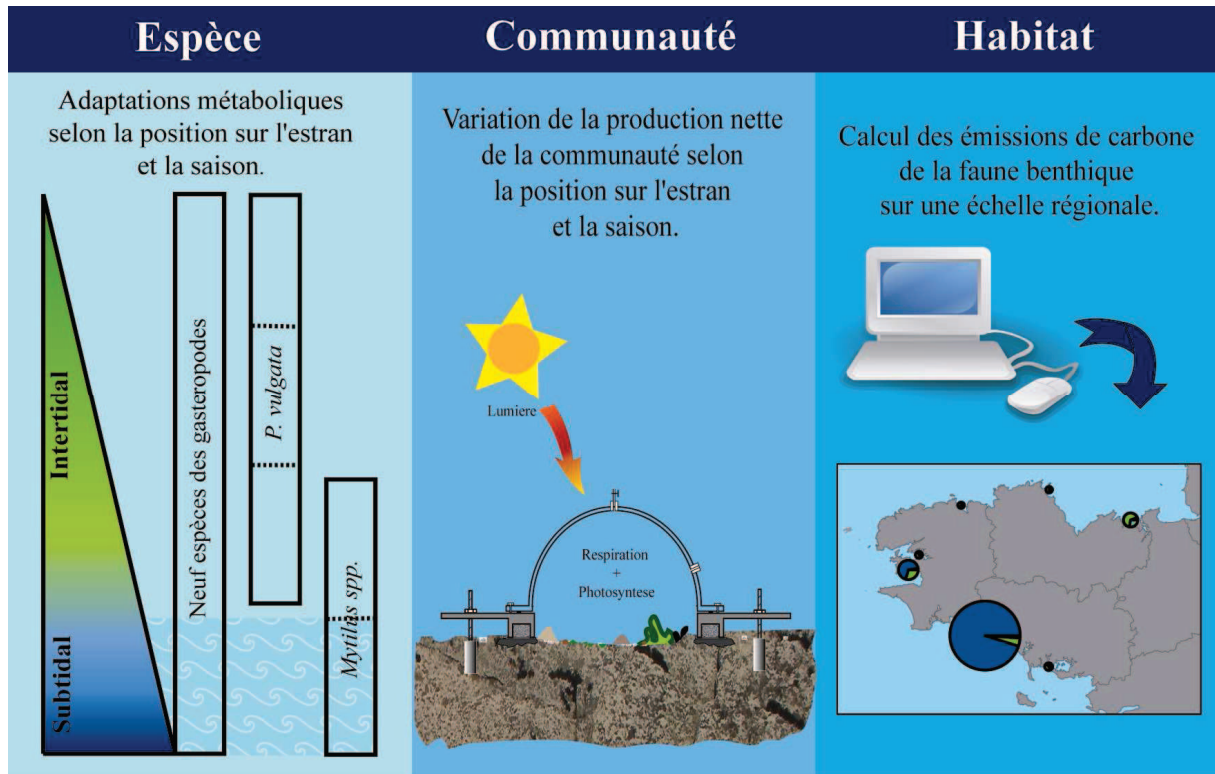 Espèce
Adaptations métaboliques
selon la position sur l'estran
et la saison.
Intertidal
Subtidal
Neuf espèces des gasteropodes
P. vulgata
Mytilus spp.
Communauté
Variation de la production nette
de la communauté selon
la position sur l'estran
et la saison.
Lumiere
Respiration
+
Photosyntese
Habitat
Calcul des émissions de carbone
de la faune benthique
sur une échelle régionale.